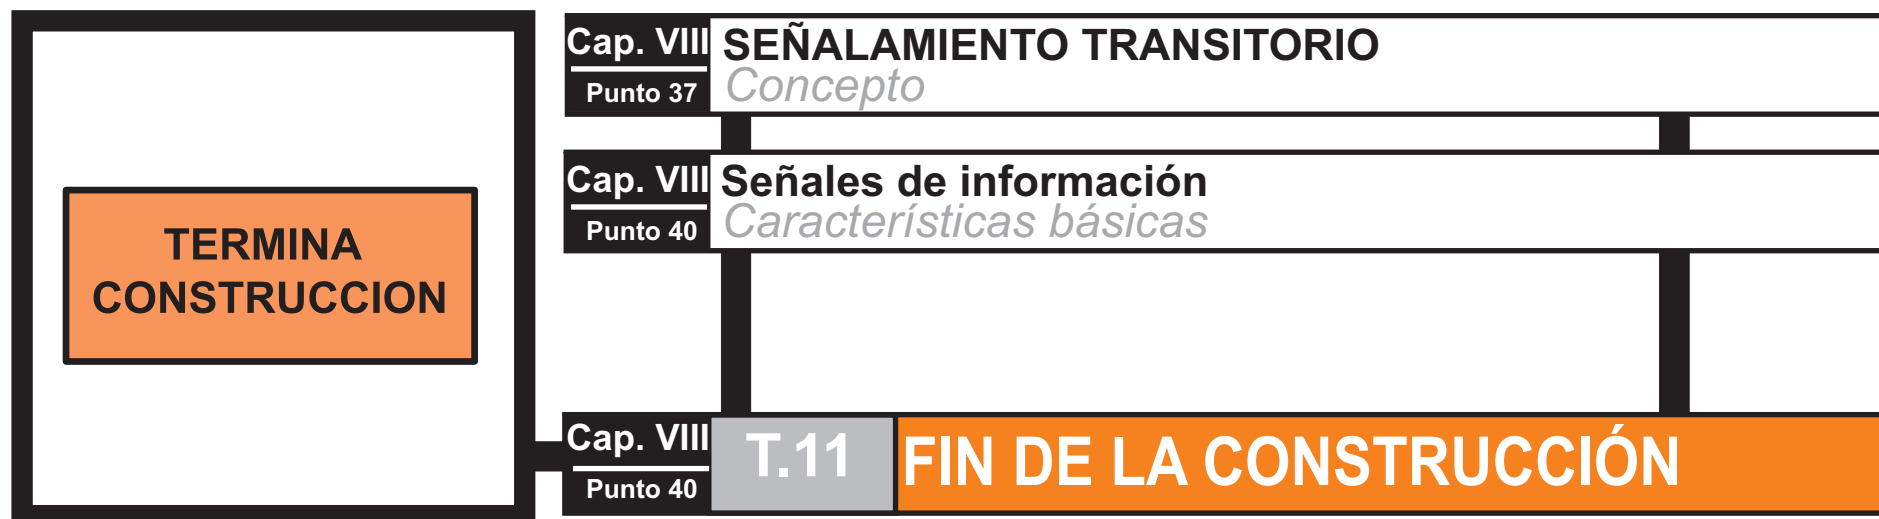 TERMINA
CONSTRUCCION
Cap. VIII
Punto 37
SEÑALAMIENTO TRANSITORIO
Concepto
Cap. VIII
Punto 40
Señales de información
Características básicas
Cap. VIII
Punto 40
T.11
FIN DE LA CONSTRUCCIÓN